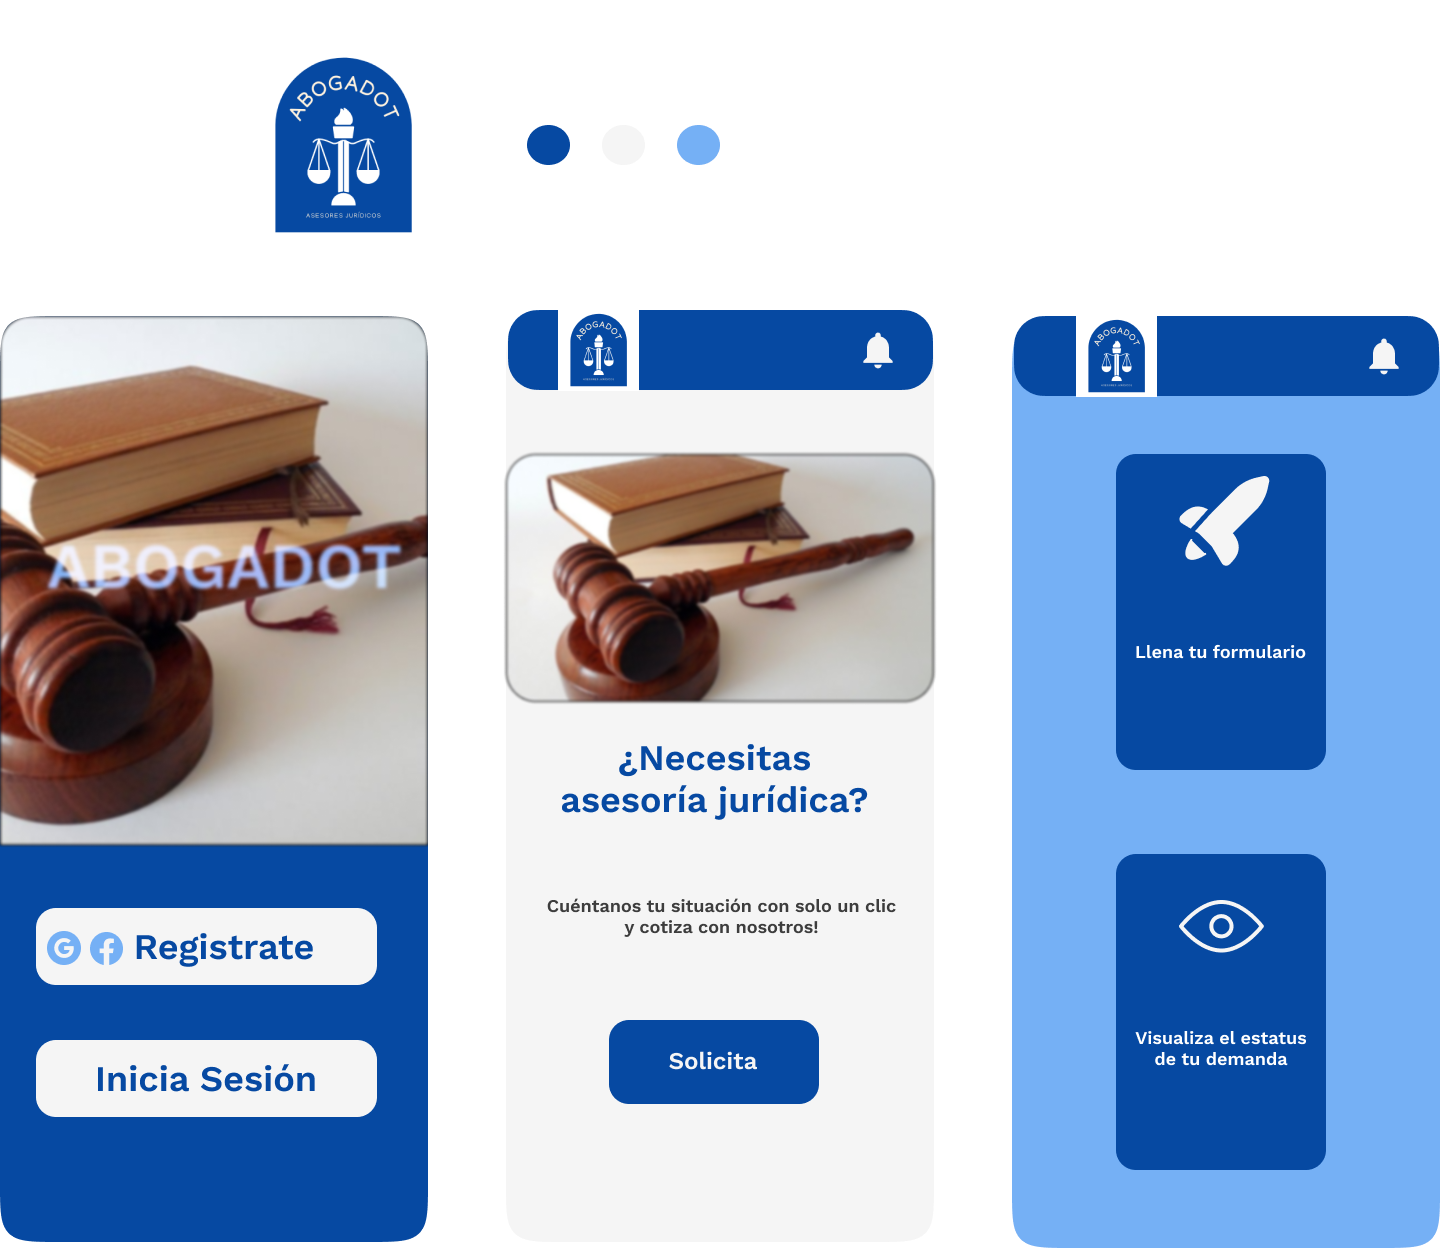 ABOGADOT
ASESORES JURÍDICOS
ABOGADOT
Registrate
Inicia Sesión
ABOGADOT
¿Necesitas
asesoría jurídica?
Cuéntanos tu situación con solo un clic
y cotiza con nosotros!
Solicita
ABOGADOT
Llena tu formulario
Visualiza el estatus
de tu demanda